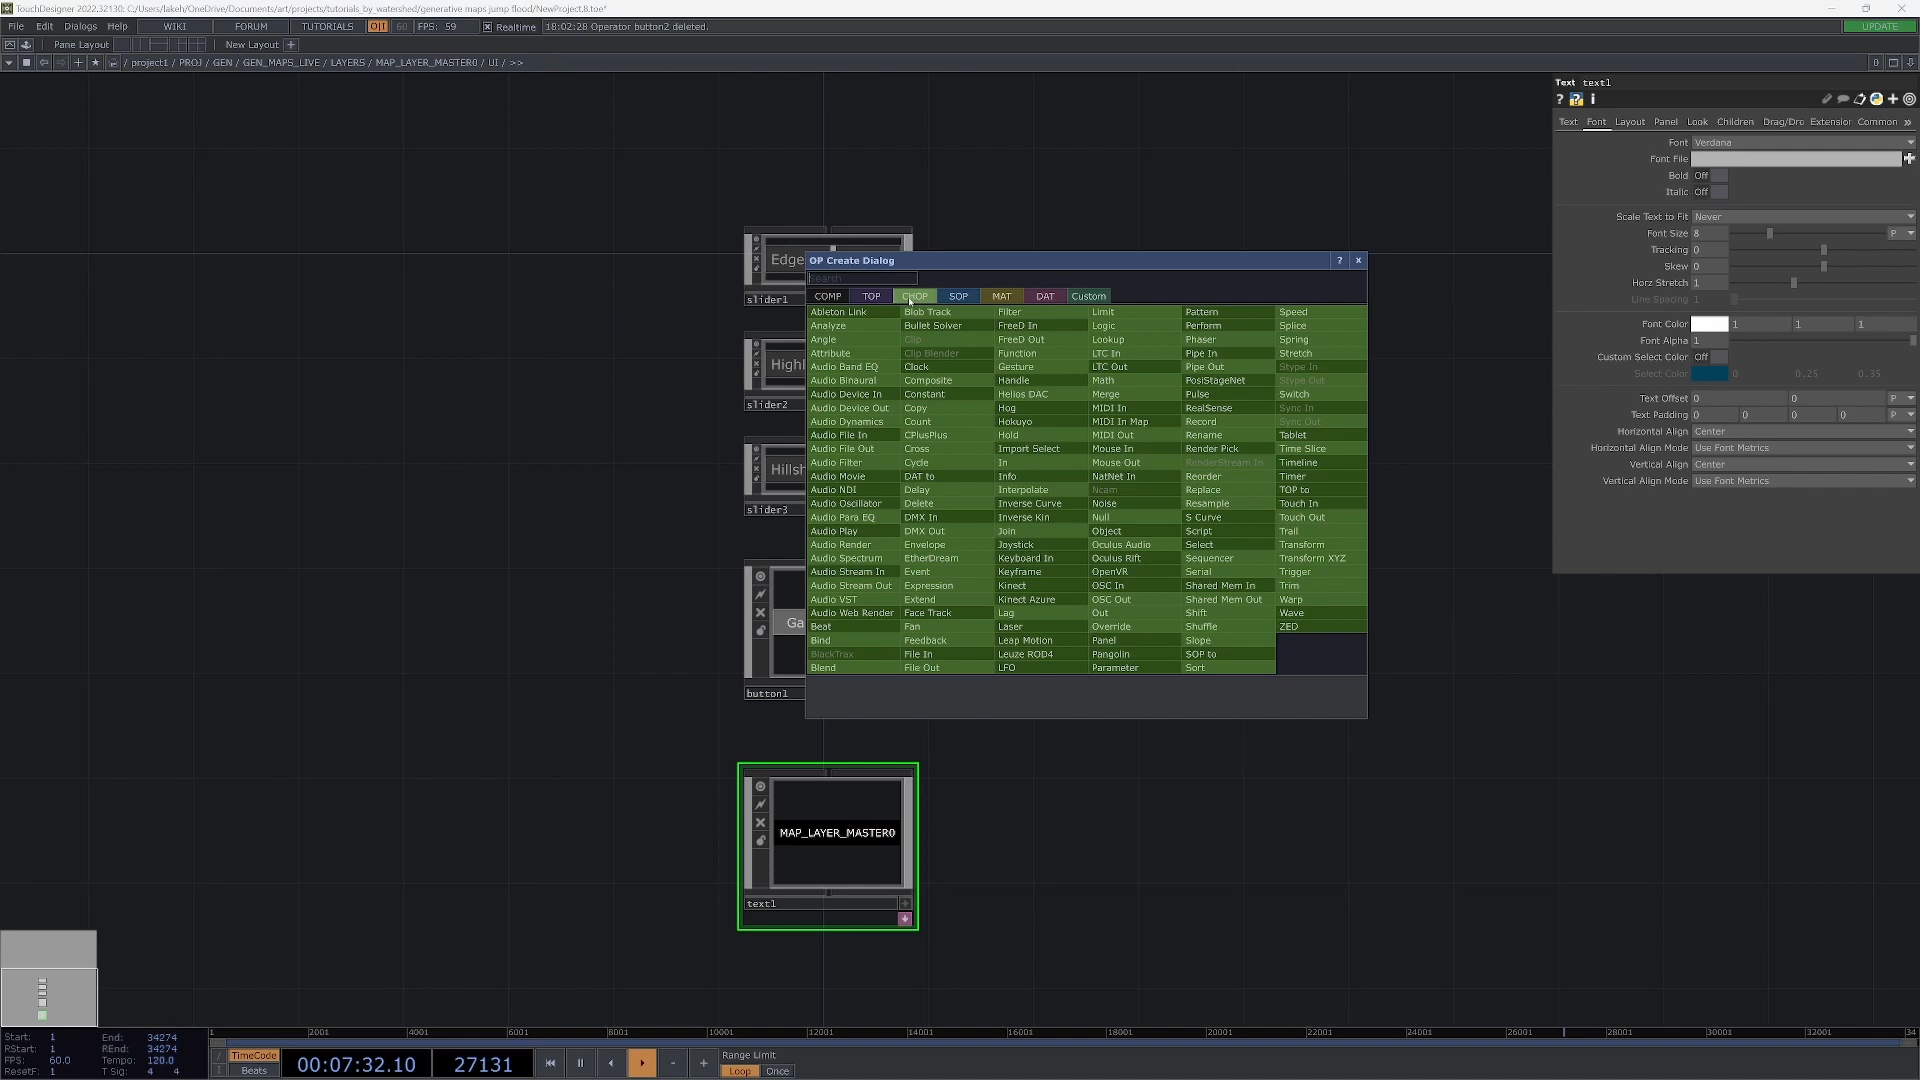 TouchDesigner 2022.32130: C:/Users/lakeh/OneDrive/Documents/art/projects/tutorials_by_watershed/generative maps jump flood/NewProject.8.toe*
File Edit Dialogs Help WIKI FORUM TUTORIALS O|I 60 FPS: 59 Realtime 18:02:28 Operator button2 deleted. UPDATE
Pane Layout New Layout +
/ project1 / PROJ / GEN / GEN_MAPS_LIVE / LAYERS / MAP_LAYER_MASTER0 / UI / >>
Text text1
? ? i
Text Font Layout Panel Look Children Drag/Dro Extension Common »
Font Verdana
Font File
Bold Off
Italic Off
Scale Text to Fit Never
Font Size 8 P
Tracking 0
Skew 0
Horz Stretch 1
Line Spacing 1
Font Color 1 1 1
Font Alpha 1
Custom Select Color Off
Select Color 0 0.25 0.35
Text Offset 0 0 P
Text Padding 0 0 0 0 P
Horizontal Align Center
Horizontal Align Mode Use Font Metrics
Vertical Align Center
Vertical Align Mode Use Font Metrics
Edge
slider1
Highl
slider2
Hillsh
slider3
Ga
button1
OP Create Dialog ? ×
Search
COMP TOP CHOP SOP MAT DAT Custom
Ableton Link Blob Track Filter Limit Pattern Speed
Analyze Bullet Solver FreeD In Logic Perform Splice
Angle Clip FreeD Out Lookup Phaser Spring
Attribute Clip Blender Function LTC In Pipe In Stretch
Audio Band EQ Clock Gesture LTC Out Pipe Out Stype In
Audio Binaural Composite Handle Math PosiStageNet Stype Out
Audio Device In Constant Helios DAC Merge Pulse Switch
Audio Device Out Copy Hog MIDI In RealSense Sync In
Audio Dynamics Count Hokuyo MIDI In Map Record Sync Out
Audio File In CPlusPlus Hold MIDI Out Rename Tablet
Audio File Out Cross Import Select Mouse In Render Pick Time Slice
Audio Filter Cycle In Mouse Out RenderStream In Timeline
Audio Movie DAT to Info NatNet In Reorder Timer
Audio NDI Delay Interpolate Ncam Replace TOP to
Audio Oscillator Delete Inverse Curve Noise Resample Touch In
Audio Para EQ DMX In Inverse Kin Null S Curve Touch Out
Audio Play DMX Out Join Object Script Trail
Audio Render Envelope Joystick Oculus Audio Select Transform
Audio Spectrum EtherDream Keyboard In Oculus Rift Sequencer Transform XYZ
Audio Stream In Event Keyframe OpenVR Serial Trigger
Audio Stream Out Expression Kinect OSC In Shared Mem In Trim
Audio VST Extend Kinect Azure OSC Out Shared Mem Out Warp
Audio Web Render Face Track Lag Out Shift Wave
Beat Fan Laser Override Shuffle ZED
Bind Feedback Leap Motion Panel Slope
BlackTrax File In Leuze ROD4 Pangolin SOP to
Blend File Out LFO Parameter Sort
MAP_LAYER_MASTER0
text1
1 2001 4001 6001 8001 10001 12001 14001 16001 18001 20001 22001 24001 26001 28001 30001 32001 34
Start: 1 End: 34274
RStart: 1 REnd: 34274
FPS: 60.0 Tempo: 120.0
ResetF: 1 T Sig: 4 4
TimeCode
Beats
00:07:32.10 27131
Range Limit
Loop Once